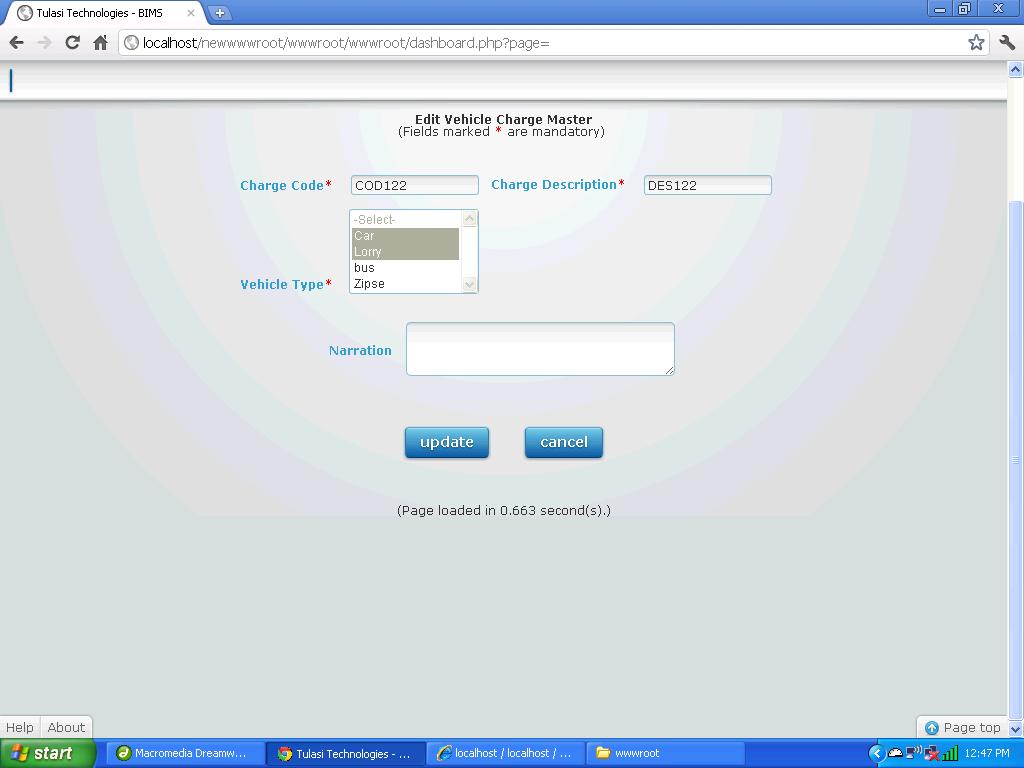 Tulasi Technologies - BIMS
localhost/newwwwroot/wwwroot/wwwroot/dashboard.php?page=
Edit Vehicle Charge Master
(Fields marked * are mandatory)
Charge Code* COD122 Charge Description* DES122
-Select-
Car
Lorry
bus
Vehicle Type* Zipse
Narration
update cancel
(Page loaded in 0.663 second(s).)
Help About Page top
start Macromedia Dreamw... Tulasi Technologies - ... localhost / localhost / ... wwwroot 12:47 PM